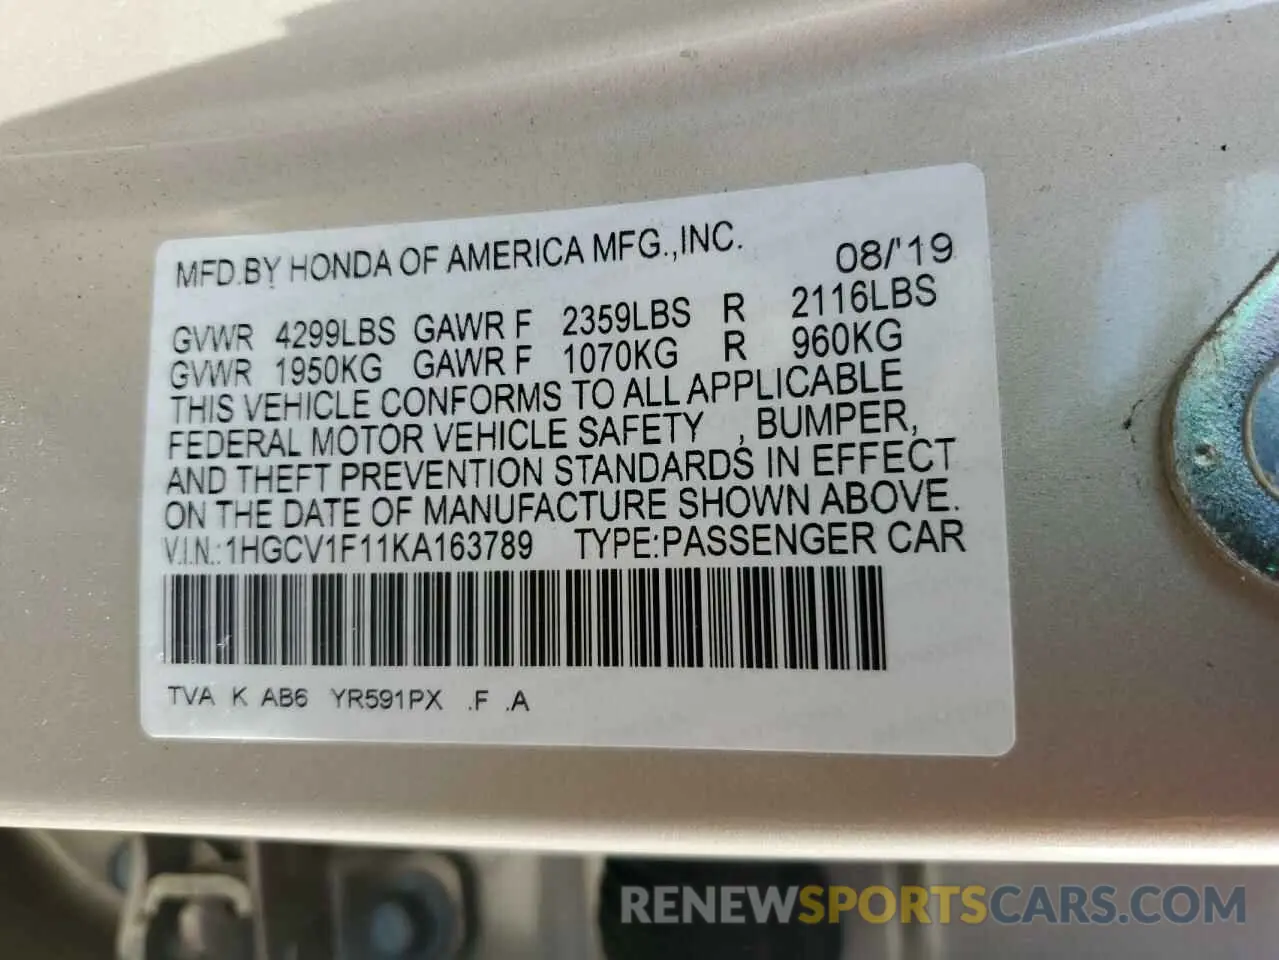 MFD.BY HONDA OF AMERICA MFG.,INC. 08/'19
GVWR 4299LBS GAWR F 2359LBS R 2116LBS
GVWR 1950KG GAWR F 1070KG R 960KG
THIS VEHICLE CONFORMS TO ALL APPLICABLE
FEDERAL MOTOR VEHICLE SAFETY , BUMPER,
AND THEFT PREVENTION STANDARDS IN EFFECT
ON THE DATE OF MANUFACTURE SHOWN ABOVE.
V.I.N.:1HGCV1F11KA163789 TYPE:PASSENGER CAR
TVA K AB6 YR591PX .F .A
RENEWSPORTSCARS.COM